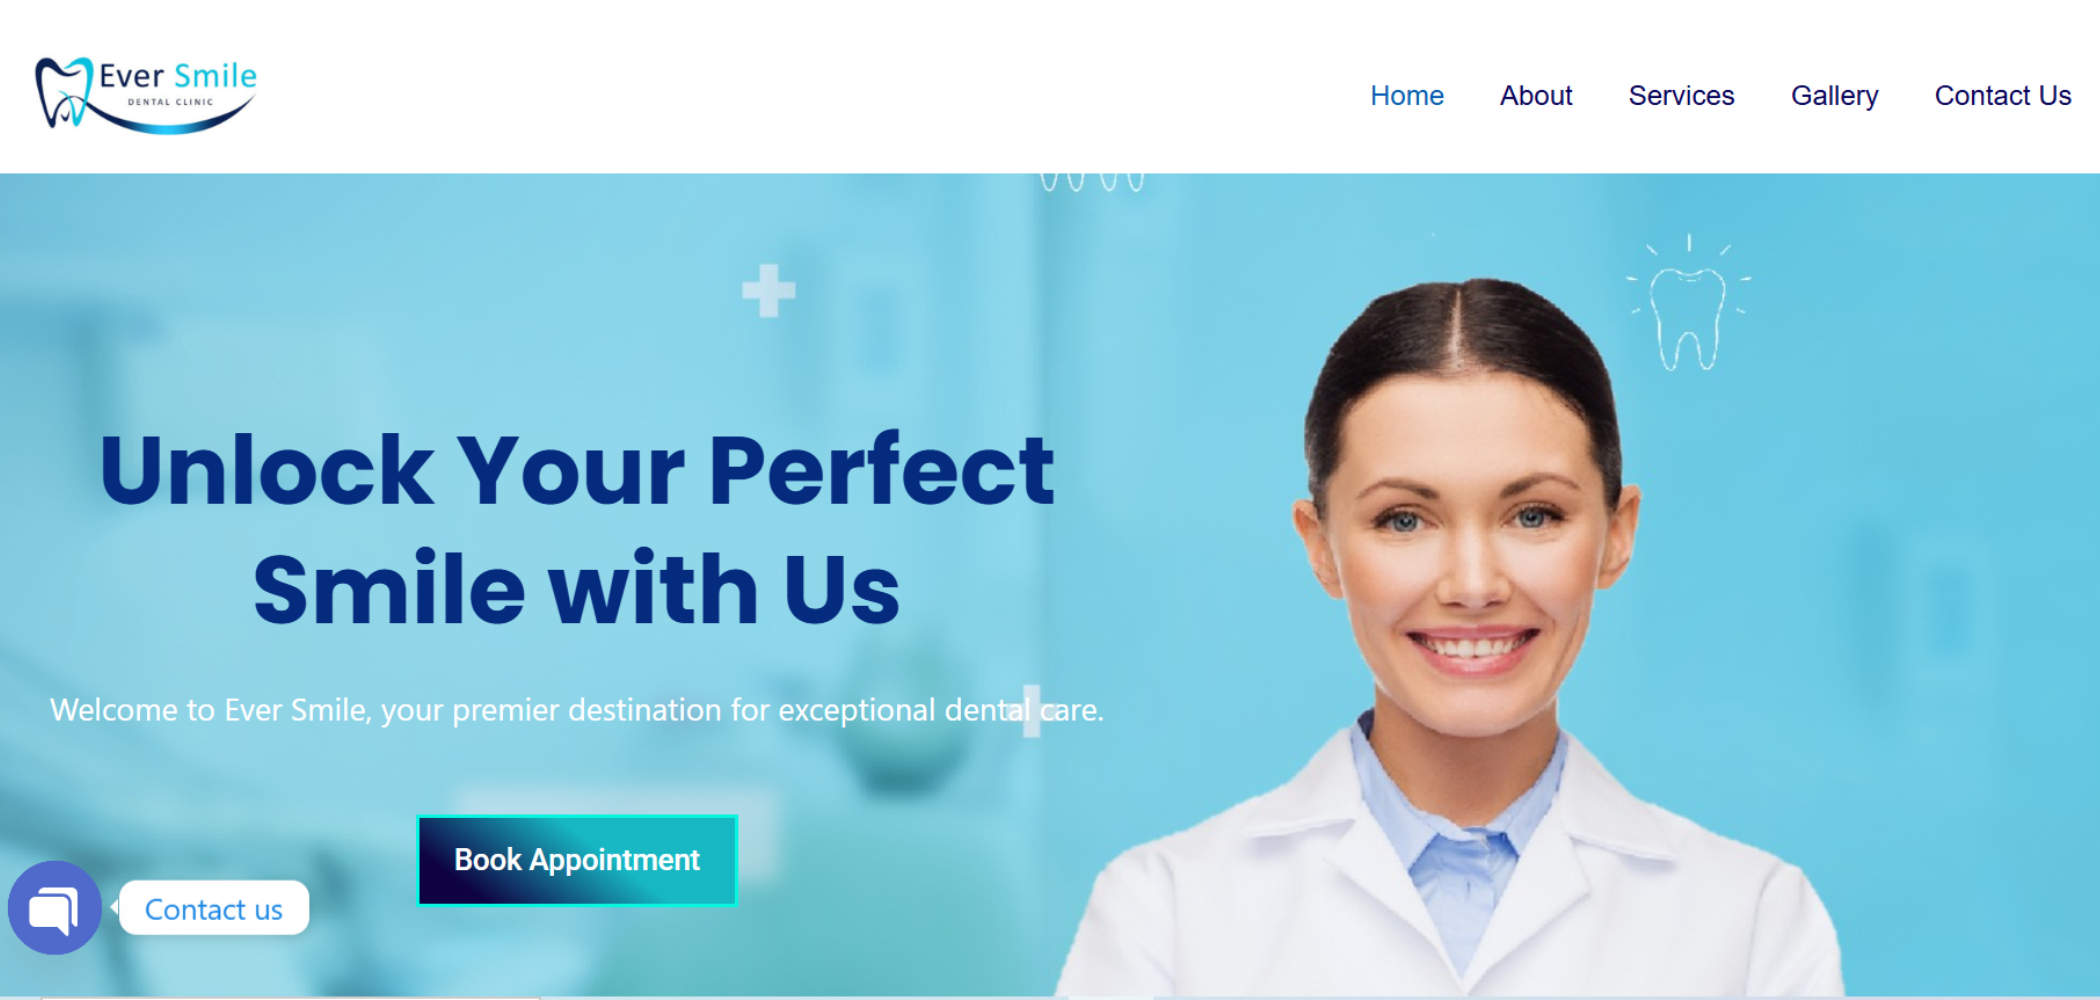 Ever Smile
DENTAL CLINIC
Home About Services Gallery Contact Us
Unlock Your Perfect
Smile with Us
Welcome to Ever Smile, your premier destination for exceptional dental care.
Book Appointment
Contact us